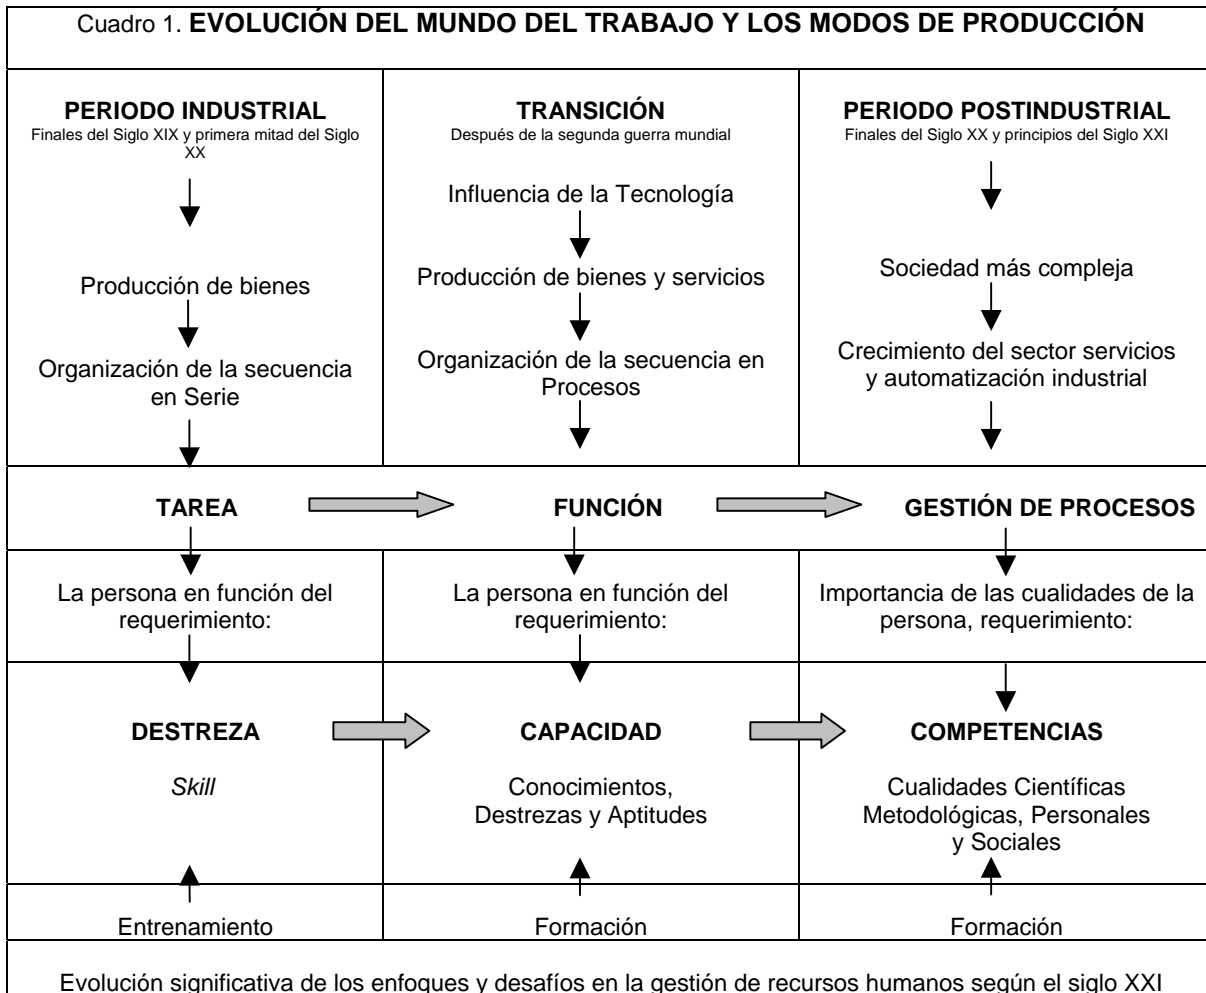 Cuadro 1. EVOLUCIÓN DEL MUNDO DEL TRABAJO Y LOS MODOS DE PRODUCCIÓN
PERIODO INDUSTRIAL
Finales del Siglo XIX y primera mitad del Siglo
XX
Producción de bienes
Organización de la secuencia
en Serie
TRANSICIÓN
Después de la segunda guerra mundial
Influencia de la Tecnología
Producción de bienes y servicios
Organización de la secuencia en
Procesos
PERIODO POSTINDUSTRIAL
Finales del Siglo XX y principios del Siglo XXI
Sociedad más compleja
Crecimiento del sector servicios
y automatización industrial
TAREA
FUNCIÓN
GESTIÓN DE PROCESOS
La persona en función del
requerimiento:
La persona en función del
requerimiento:
Importancia de las cualidades de la
persona, requerimiento:
DESTREZA
Skill
CAPACIDAD
Conocimientos,
Destrezas y Aptitudes
COMPETENCIAS
Cualidades Científicas
Metodológicas, Personales
y Sociales
Entrenamiento
Formación
Formación
Evolución significativa de los enfoques y desafíos en la gestión de recursos humanos según el siglo XXI